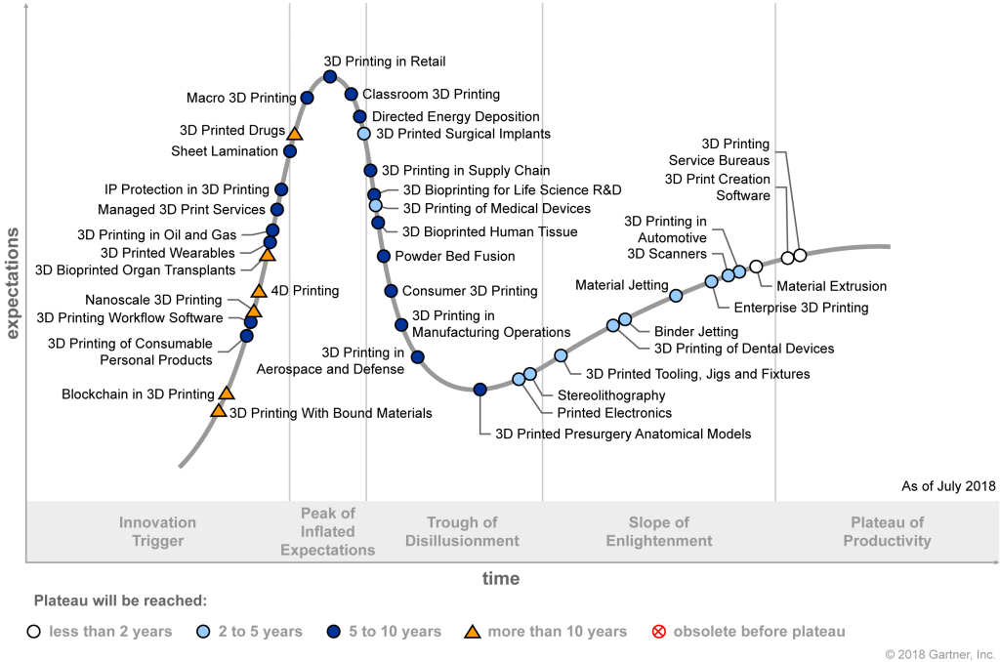 3D Printing in Retail
Macro 3D Printing
Classroom 3D Printing
Directed Energy Deposition
3D Printed Drugs
3D Printed Surgical Implants
Sheet Lamination
3D Printing in Supply Chain
IP Protection in 3D Printing
3D Bioprinting for Life Science R&D
Managed 3D Print Services
3D Printing of Medical Devices
3D Printing in Oil and Gas
3D Bioprinted Human Tissue
3D Printed Wearables
Powder Bed Fusion
3D Bioprinted Organ Transplants
4D Printing
Consumer 3D Printing
Nanoscale 3D Printing
3D Printing Workflow Software
3D Printing in
Manufacturing Operations
3D Printing of Consumable
Personal Products
3D Printing in
Aerospace and Defense
Blockchain in 3D Printing
3D Printing With Bound Materials
3D Printing
Service Bureaus
3D Print Creation
Software
3D Printing in
Automotive
3D Scanners
Material Jetting
Material Extrusion
Enterprise 3D Printing
Binder Jetting
3D Printing of Dental Devices
3D Printed Tooling, Jigs and Fixtures
Stereolithography
Printed Electronics
3D Printed Presurgery Anatomical Models
expectations
As of July 2018
Innovation
Trigger
Peak of
Inflated
Expectations
Trough of
Disillusionment
Slope of
Enlightenment
Plateau of
Productivity
time
Plateau will be reached:
less than 2 years
2 to 5 years
5 to 10 years
more than 10 years
obsolete before plateau
© 2018 Gartner, Inc.